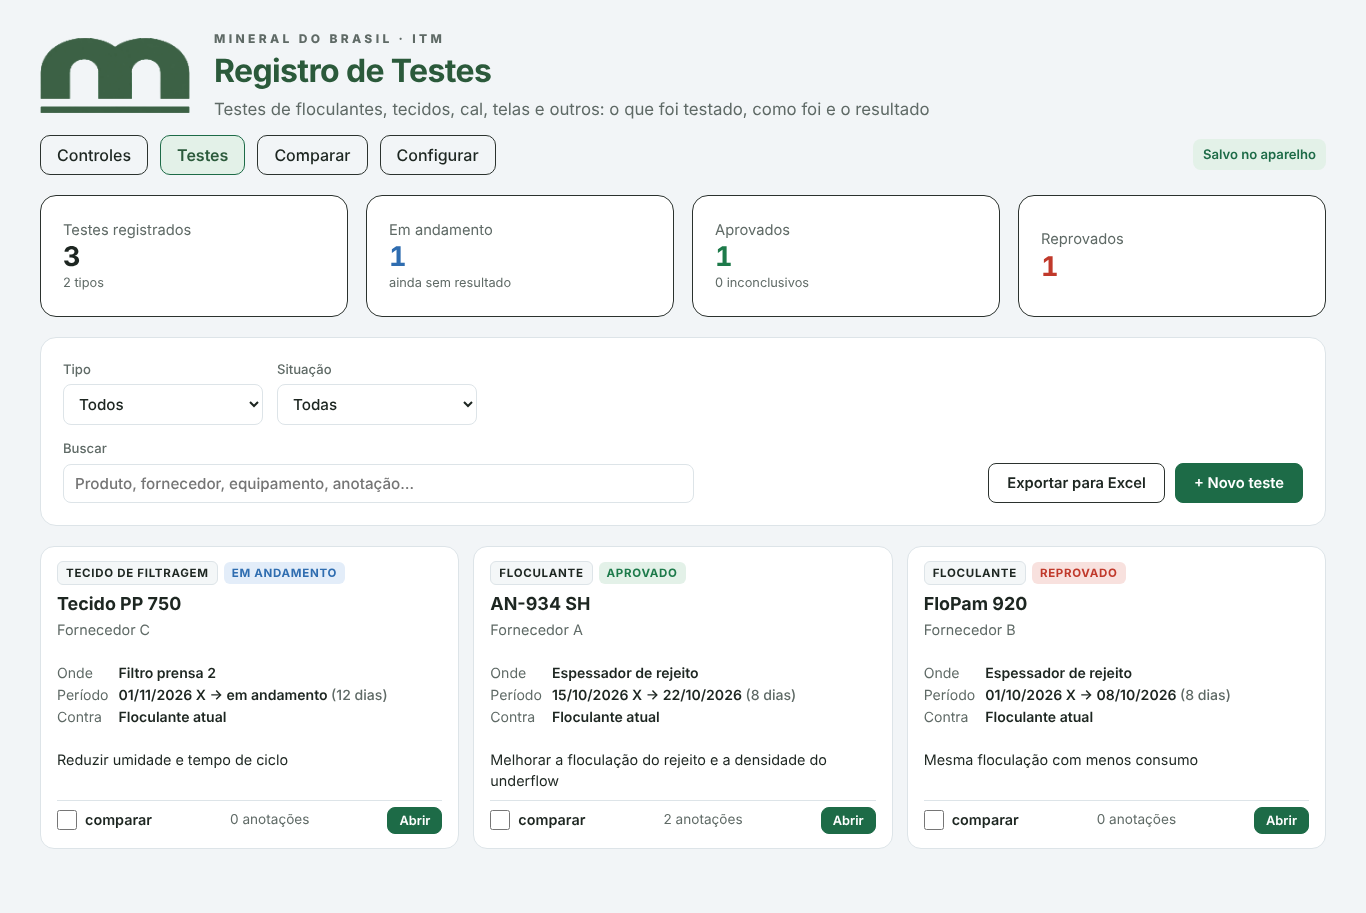 MINERAL DO BRASIL · ITM
Registro de Testes
Testes de floculantes, tecidos, cal, telas e outros: o que foi testado, como foi e o resultado
Controles
Testes
Comparar
Configurar
Salvo no aparelho
Testes registrados
3
2 tipos
Em andamento
1
ainda sem resultado
Aprovados
1
0 inconclusivos
Reprovados
1
Tipo
Situação
Todos
Todas
Buscar
Produto, fornecedor, equipamento, anotação...
Exportar para Excel
+ Novo teste
TECIDO DE FILTRAGEM
EM ANDAMENTO
Tecido PP 750
Fornecedor C
Onde Filtro prensa 2
Período 01/11/2026 X → em andamento (12 dias)
Contra Floculante atual
Reduzir umidade e tempo de ciclo
comparar
0 anotações
Abrir
FLOCULANTE
APROVADO
AN-934 SH
Fornecedor A
Onde Espessador de rejeito
Período 15/10/2026 X → 22/10/2026 (8 dias)
Contra Floculante atual
Melhorar a floculação do rejeito e a densidade do
underflow
comparar
2 anotações
Abrir
FLOCULANTE
REPROVADO
FloPam 920
Fornecedor B
Onde Espessador de rejeito
Período 01/10/2026 X → 08/10/2026 (8 dias)
Contra Floculante atual
Mesma floculação com menos consumo
comparar
0 anotações
Abrir